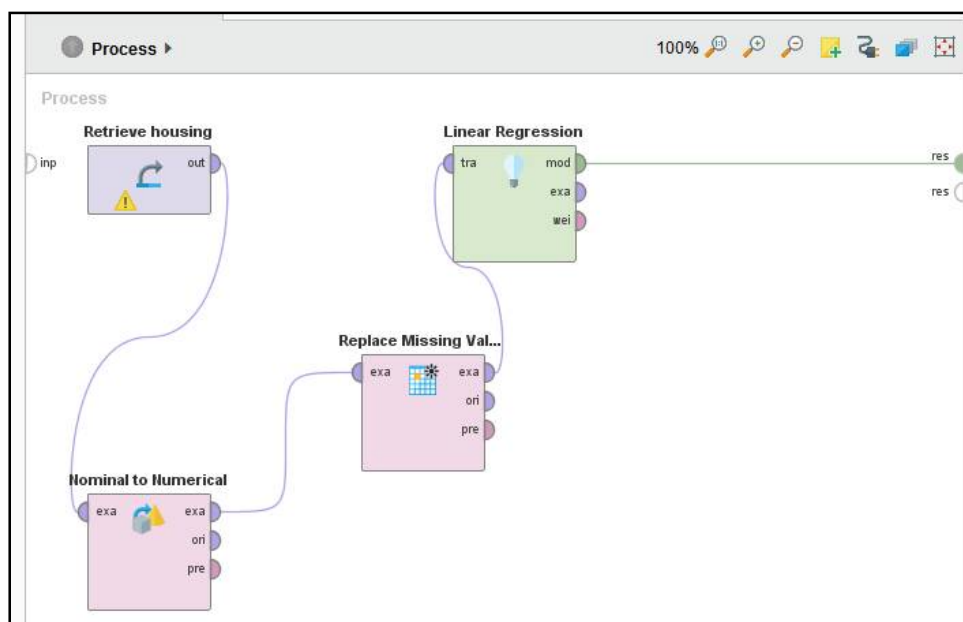 Process
100%
Process
Retrieve housing
inp
out
Linear Regression
tra
mod
exa
wei
res
res
Replace Missing Val...
exa
exa
ori
pre
Nominal to Numerical
exa
exa
ori
pre